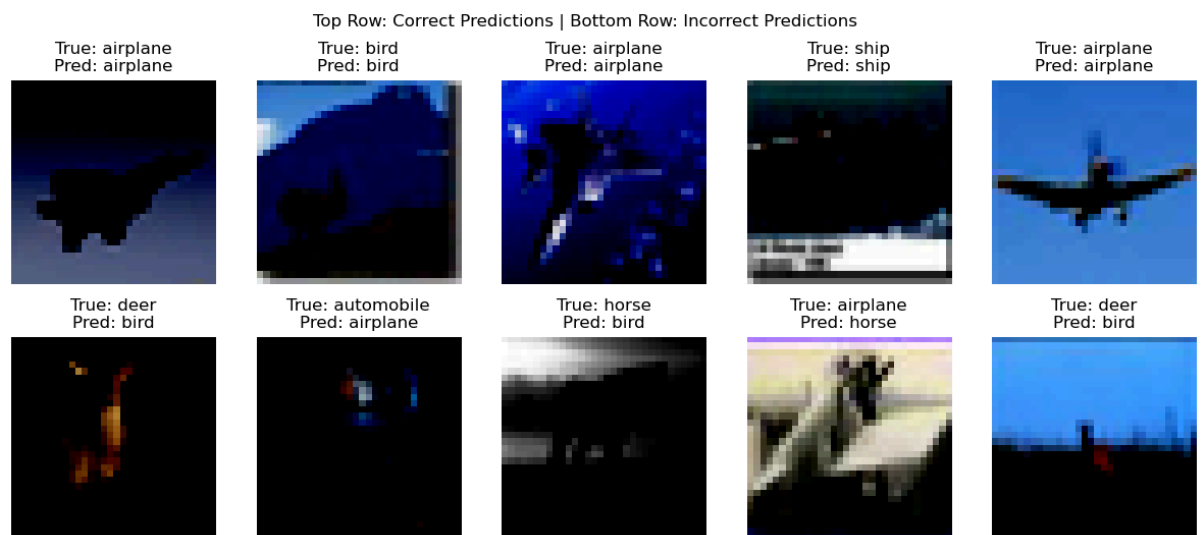 Top Row: Correct Predictions | Bottom Row: Incorrect Predictions
True: airplane
Pred: airplane
True: bird
Pred: bird
True: airplane
Pred: airplane
True: ship
Pred: ship
True: airplane
Pred: airplane
True: deer
Pred: bird
True: automobile
Pred: airplane
True: horse
Pred: bird
True: airplane
Pred: horse
True: deer
Pred: bird